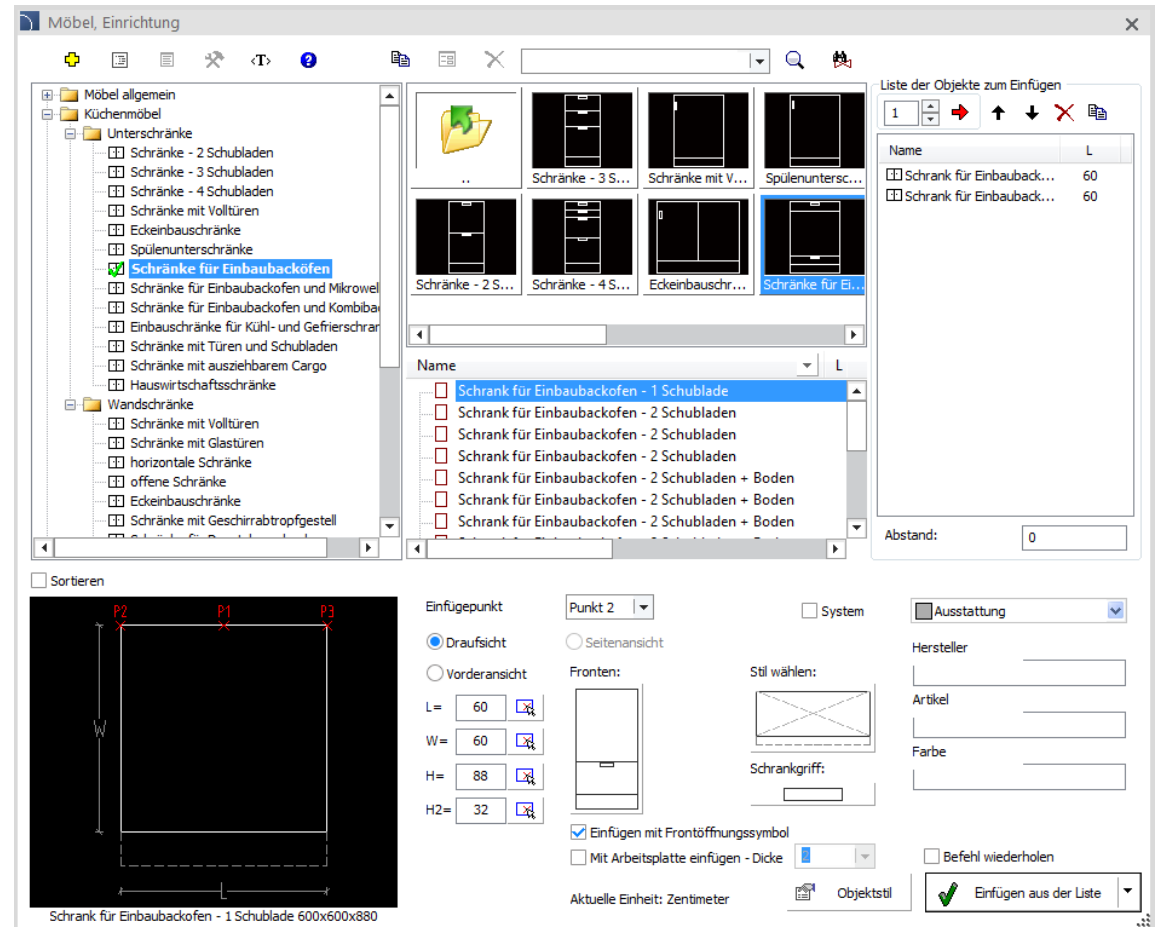 Möbel, Einrichtung
<T>
Möbel allgemein
Küchenmöbel
Unterschränke
Schränke - 2 Schubladen
Schränke - 3 Schubladen
Schränke - 4 Schubladen
Schränke mit Volltüren
Eckeinbauschränke
Spülenunterschränke
Schränke für Einbaubacköfen
Schränke für Einbaubackofen und Mikrowel
Schränke für Einbaubackofen und Kombiba
Einbauschränke für Kühl- und Gefrierschrar
Schränke mit Türen und Schubladen
Schränke mit ausziehbarem Cargo
Hauswirtschaftsschränke
Wandschränke
Schränke mit Volltüren
Schränke mit Glastüren
horizontale Schränke
offene Schränke
Eckeinbauschränke
Schränke mit Geschirrabtropfgestell
Sortieren
.. Schränke - 3 S... Schränke mit V... Spülenuntersc...
Schränke - 2 S... Schränke - 4 S... Eckeinbauschr... Schränke für Ei...
Name L
Schrank für Einbaubackofen - 1 Schublade
Schrank für Einbaubackofen - 2 Schubladen
Schrank für Einbaubackofen - 2 Schubladen
Schrank für Einbaubackofen - 2 Schubladen
Schrank für Einbaubackofen - 2 Schubladen + Boden
Schrank für Einbaubackofen - 2 Schubladen + Boden
Schrank für Einbaubackofen - 2 Schubladen + Boden
Liste der Objekte zum Einfügen
1
Name L
Schrank für Einbauback... 60
Schrank für Einbauback... 60
Abstand: 0
P2 P1 P3
W
L
Schrank für Einbaubackofen - 1 Schublade 600x600x880
Einfügepunkt Punkt 2
Draufsicht Seitenansicht
Vorderansicht
L= 60
W= 60
H= 88
H2= 32
Fronten:
Stil wählen:
Schrankgriff:
Einfügen mit Frontöffnungssymbol
Mit Arbeitsplatte einfügen - Dicke 2
Aktuelle Einheit: Zentimeter
Objektstil
System
Ausstattung
Hersteller
Artikel
Farbe
Befehl wiederholen
Einfügen aus der Liste